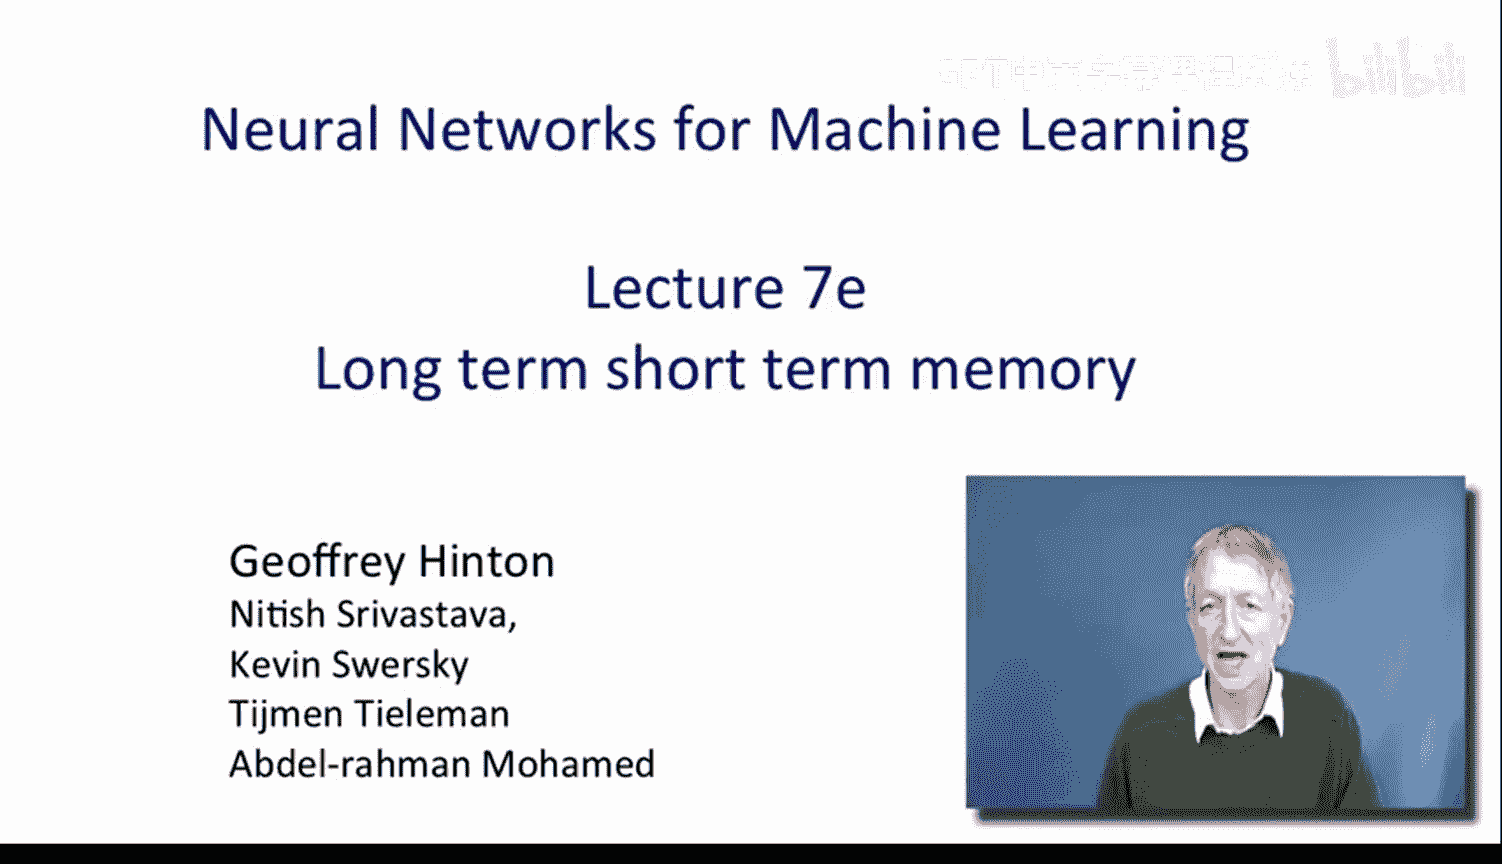 bilibili
Neural Networks for Machine Learning
Lecture 7e
Long term short term memory
Geoffrey Hinton
Nitish Srivastava,
Kevin Swersky
Tijmen Tieleman
Abdel-rahman Mohamed